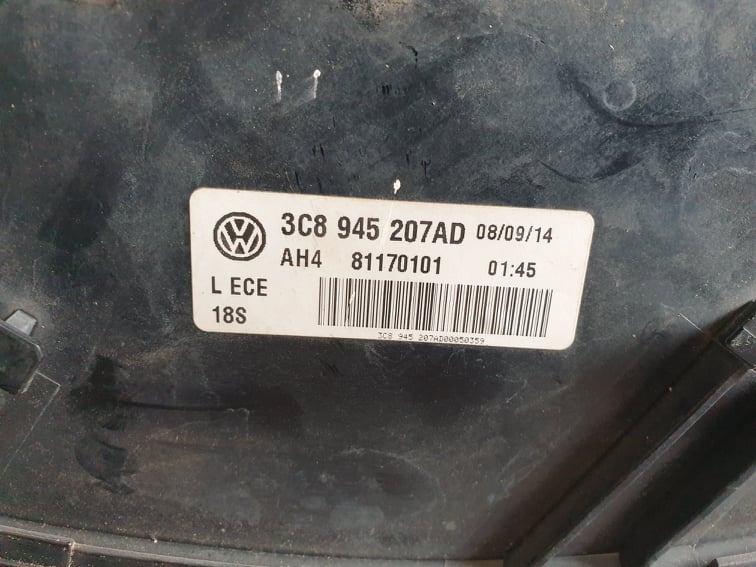 3C8 945 207AD 08/09/14
AH4 81170101 01:45
L ECE
18S
3C8 945 207AD00050359